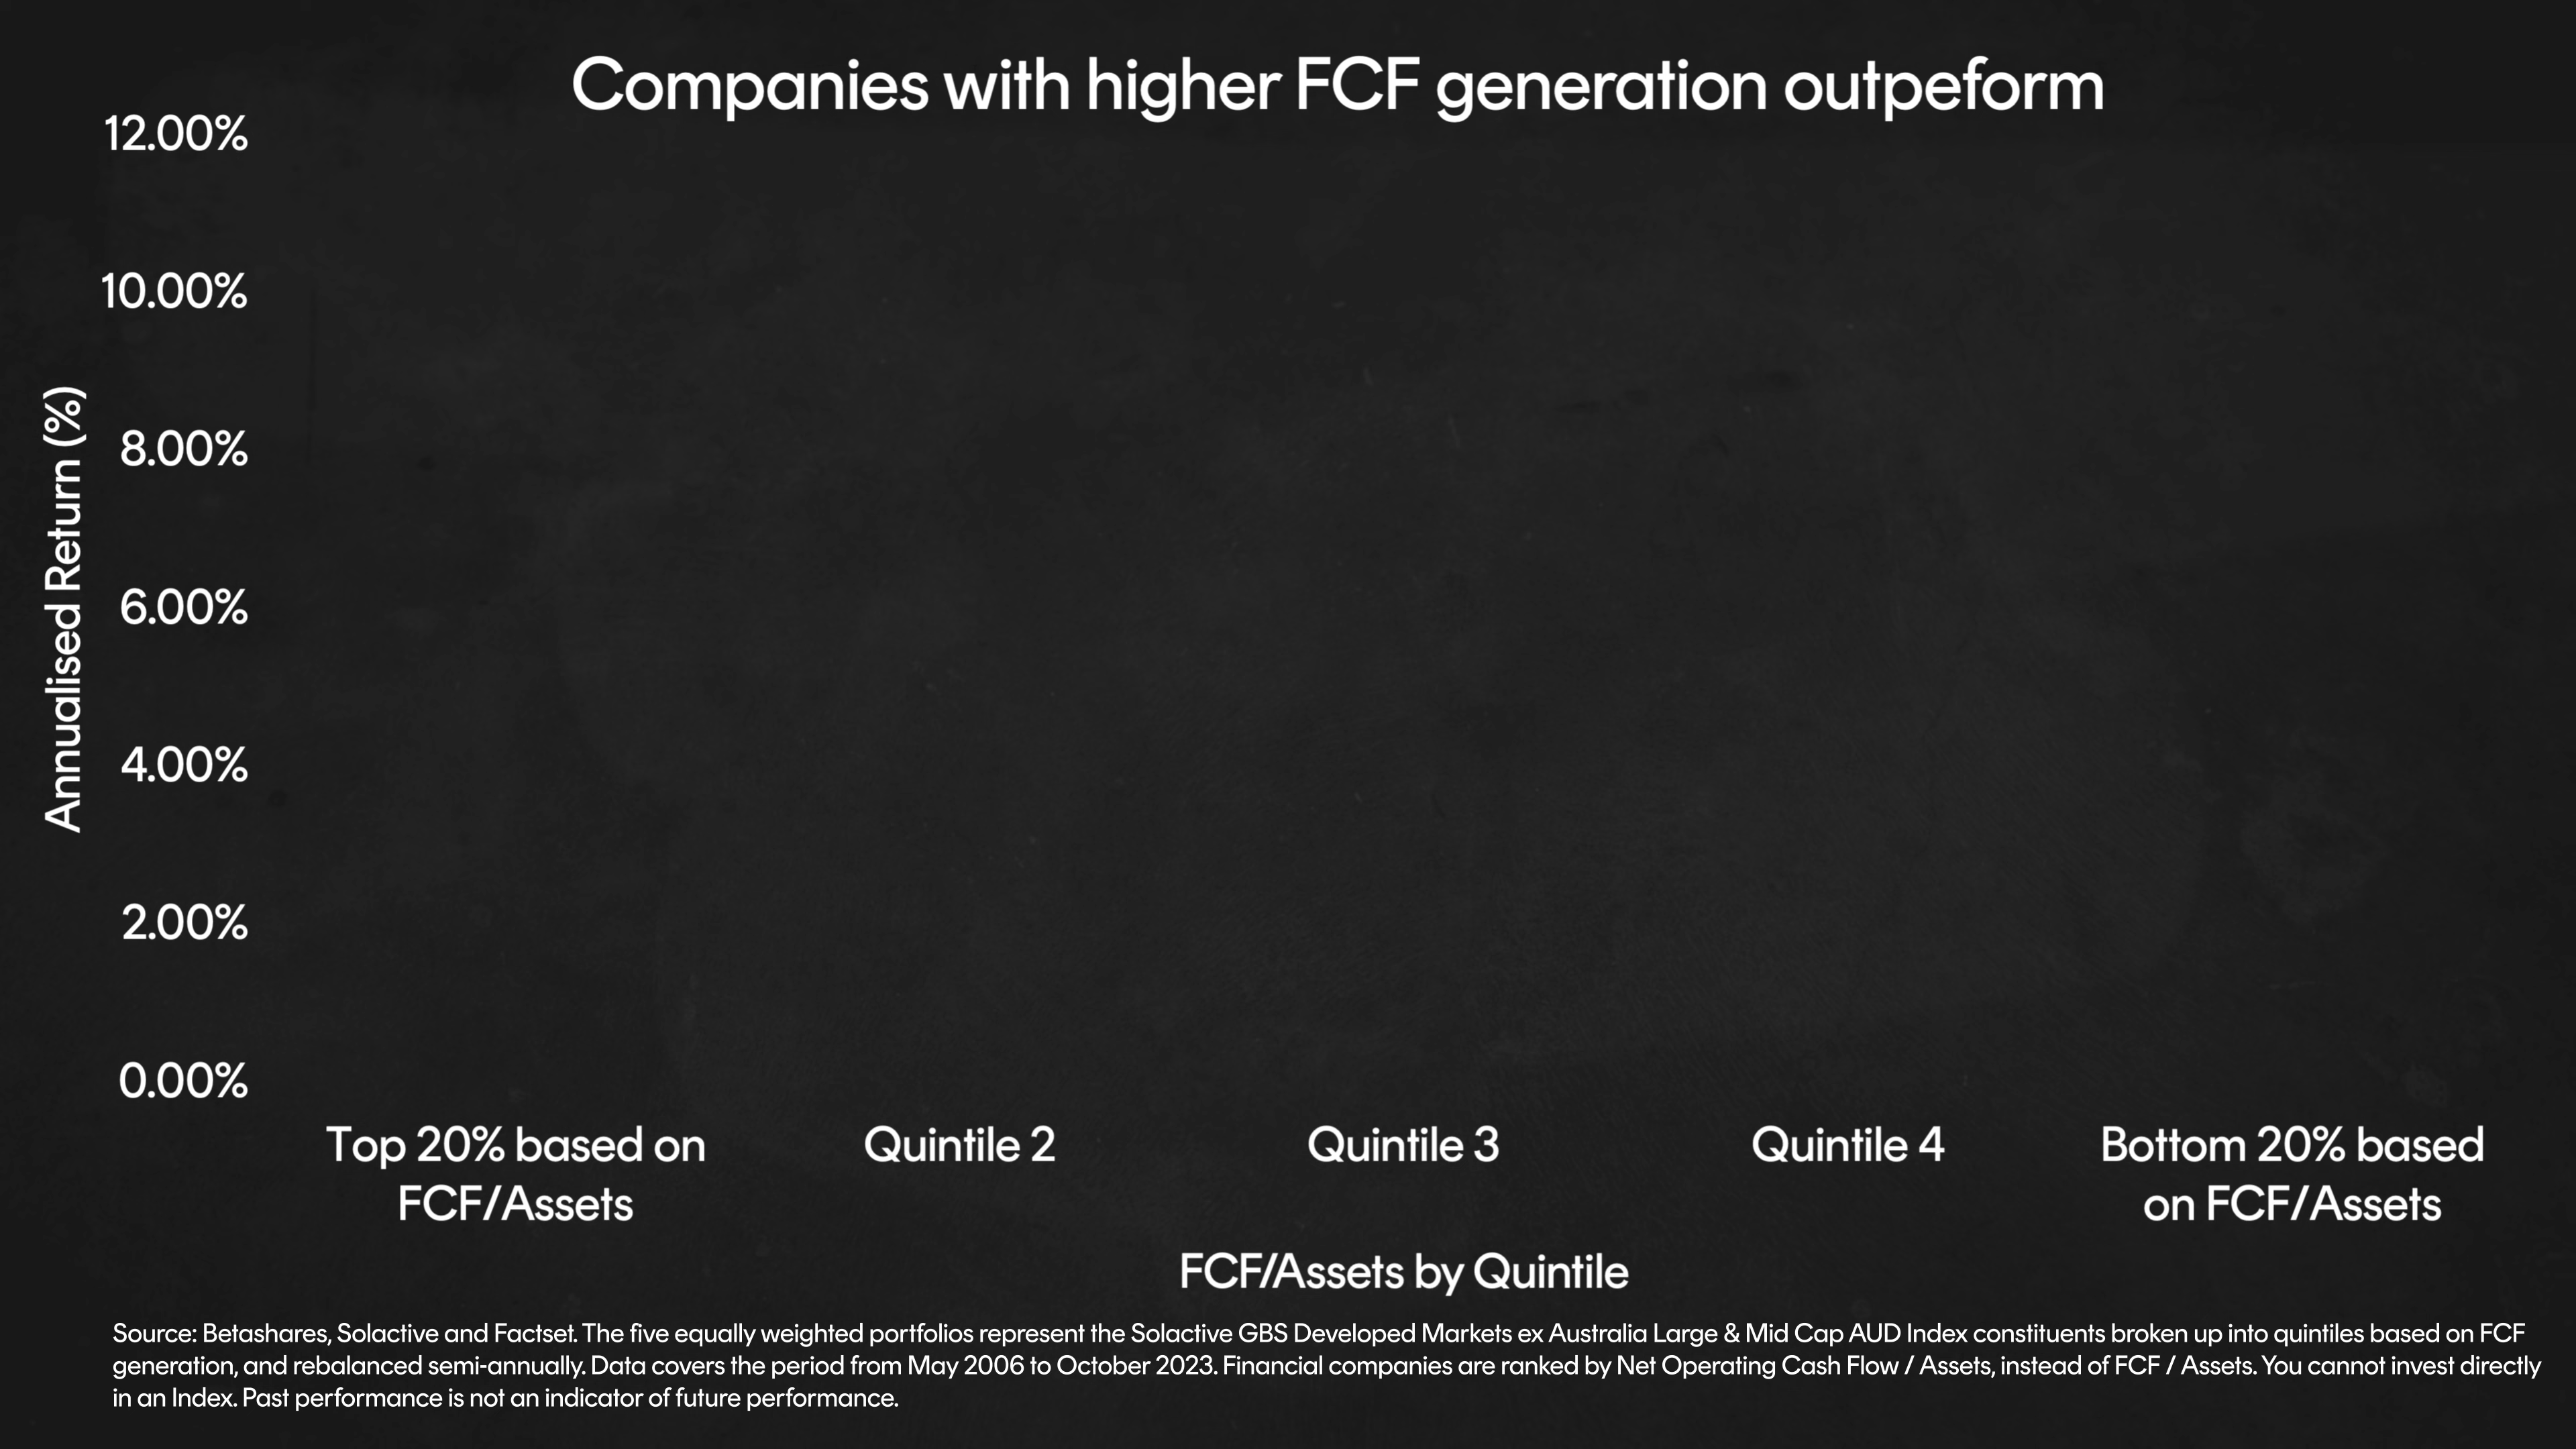 Companies with higher FCF generation outpeform
12.00%
10.00%
8.00%
6.00%
4.00%
2.00%
0.00%
Annualised Return (%)
Top 20% based on
FCF/Assets
Quintile 2
Quintile 3
Quintile 4
Bottom 20% based
on FCF/Assets
FCF/Assets by Quintile
Source: Betashares, Solactive and Factset. The five equally weighted portfolios represent the Solactive GBS Developed Markets ex Australia Large & Mid Cap AUD Index constituents broken up into quintiles based on FCF
generation, and rebalanced semi-annually. Data covers the period from May 2006 to October 2023. Financial companies are ranked by Net Operating Cash Flow / Assets, instead of FCF / Assets. You cannot invest directly
in an Index. Past performance is not an indicator of future performance.